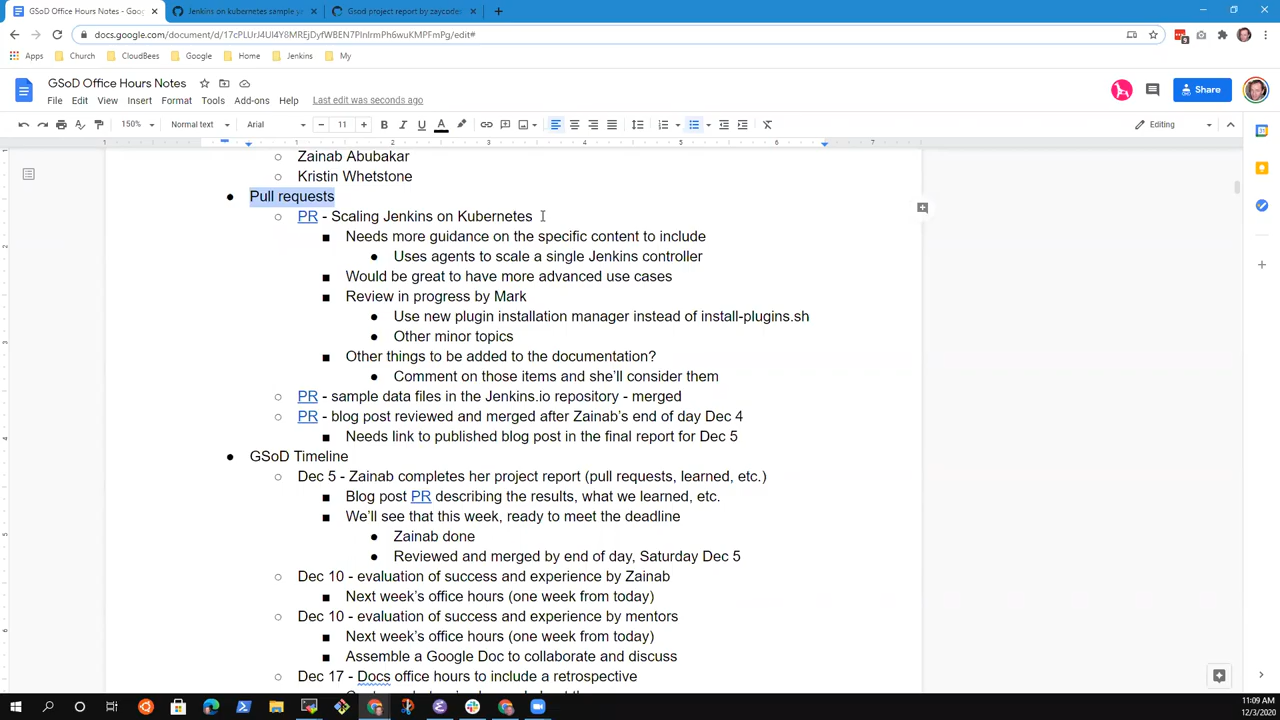 GSoD Office Hours Notes - Goog
Jenkins on kubernetes sample yr
Gsod project report by zaycodes
docs.google.com/document/d/17cPLUrJ4UI4Y8MREjDyfWBEN7PInIrmPh6wuKMPFmPg/edit#
Apps
Church
CloudBees
Google
Home
Jenkins
My
GSoD Office Hours Notes
File Edit View Insert Format Tools Add-ons Help Last edit was seconds ago
Share
150% Normal text Arial 11 Editing
1 1 2 3 4 5 6 7
Zainab Abubakar
Kristin Whetstone
Pull requests
PR - Scaling Jenkins on Kubernetes
Needs more guidance on the specific content to include
Uses agents to scale a single Jenkins controller
Would be great to have more advanced use cases
Review in progress by Mark
Use new plugin installation manager instead of install-plugins.sh
Other minor topics
Other things to be added to the documentation?
Comment on those items and she'll consider them
PR - sample data files in the Jenkins.io repository - merged
PR - blog post reviewed and merged after Zainab's end of day Dec 4
Needs link to published blog post in the final report for Dec 5
GSoD Timeline
Dec 5 - Zainab completes her project report (pull requests, learned, etc.)
Blog post PR describing the results, what we learned, etc.
We'll see that this week, ready to meet the deadline
Zainab done
Reviewed and merged by end of day, Saturday Dec 5
Dec 10 - evaluation of success and experience by Zainab
Next week's office hours (one week from today)
Dec 10 - evaluation of success and experience by mentors
Next week's office hours (one week from today)
Assemble a Google Doc to collaborate and discuss
Dec 17 - Docs office hours to include a retrospective
11:09 AM
12/3/2020